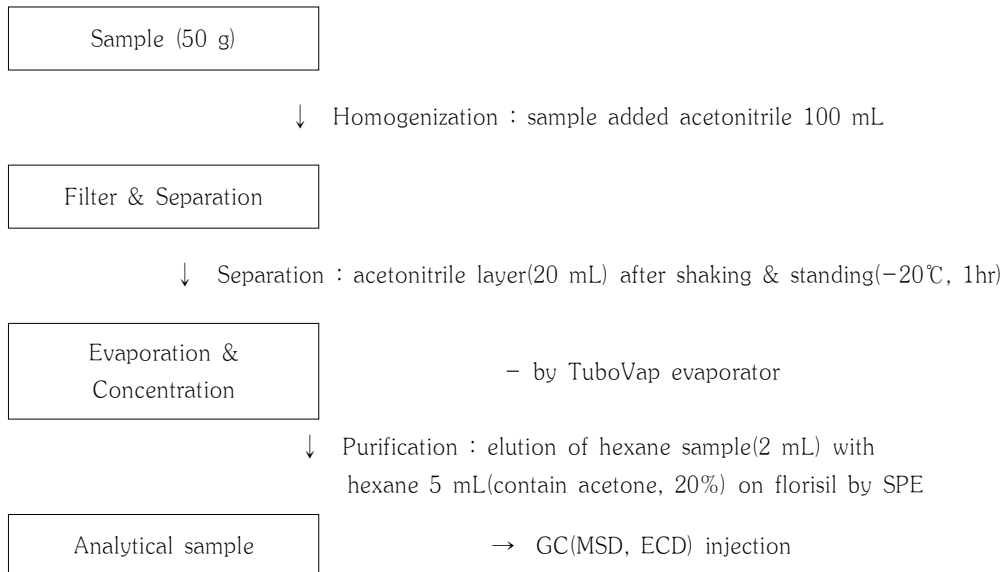 Sample (50 g)
↓ Homogenization : sample added acetonitrile 100 mL
Filter & Separation
↓ Separation : acetonitrile layer(20 mL) after shaking & standing(-20℃, 1hr)
Evaporation &
Concentration
- by TuboVap evaporator
↓ Purification : elution of hexane sample(2 mL) with
hexane 5 mL(contain acetone, 20%) on florisil by SPE
Analytical sample
→ GC(MSD, ECD) injection